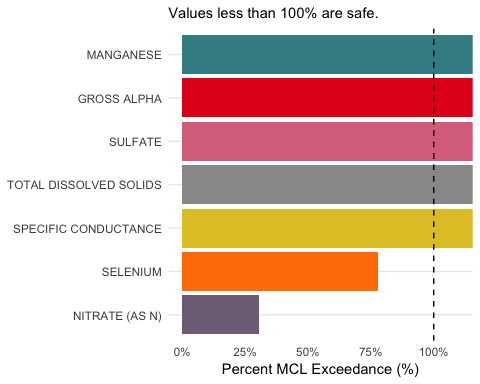 Values less than 100% are safe.
MANGANESE
GROSS ALPHA
SULFATE
TOTAL DISSOLVED SOLIDS
SPECIFIC CONDUCTANCE
SELENIUM
NITRATE (AS N)
0% 25% 50% 75% 100%
Percent MCL Exceedance (%)